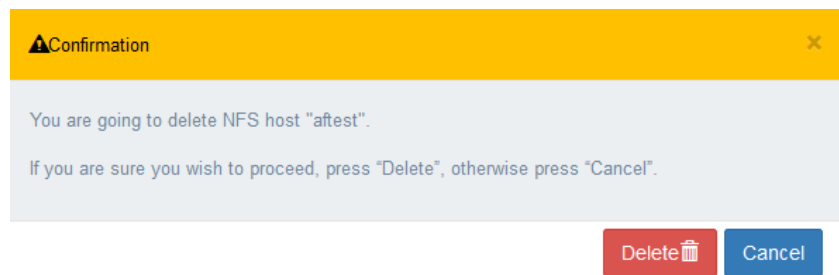 Confirmation
You are going to delete NFS host "aftest".
If you are sure you wish to proceed, press “Delete”, otherwise press “Cancel”.
Delete
Cancel